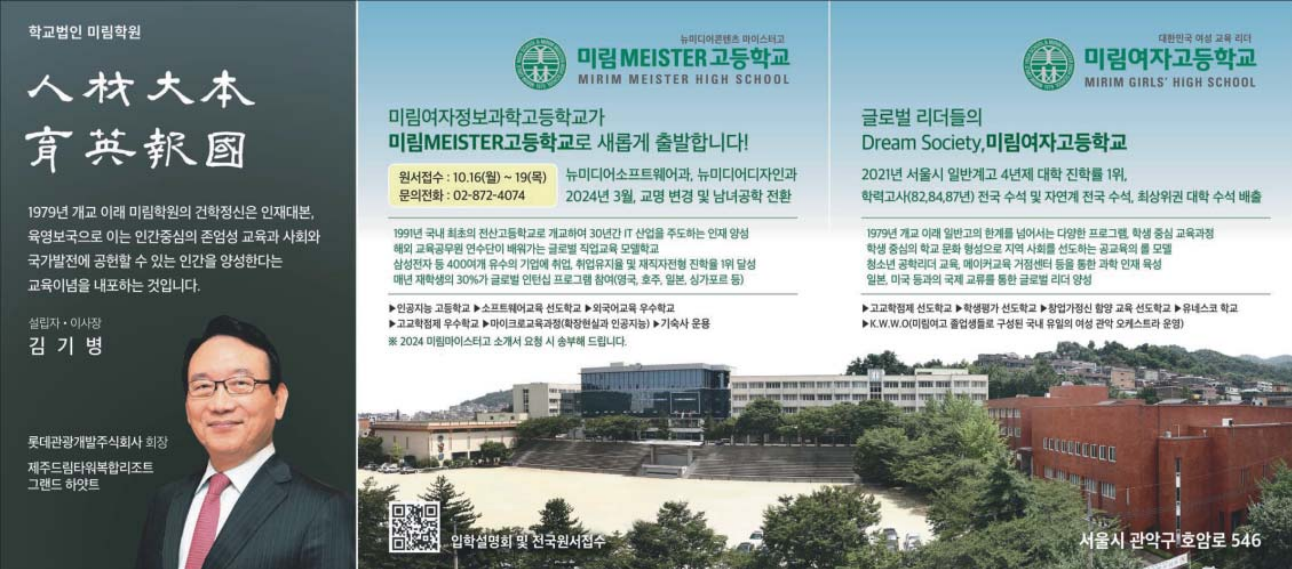 학교법인 미림학원
人材大本
育英報國
1979년 개교 이래 미림학원의 건학정신은 인재대본,
육영보국으로 이는 인간중심의 존엄성 교육과 사회와
국가발전에 공헌할 수 있는 인간을 양성한다는
교육이념을 내포하는 것입니다.
설립자·이사장
김 기 병
롯데관광개발주식회사 회장
제주드림타워복합리조트
그랜드 하얏트
뉴미디어콘텐츠 마이스터고
미림MEISTER고등학교
MIRIM MEISTER HIGH SCHOOL
미림여자정보과학고등학교가
미림MEISTER고등학교로 새롭게 출발합니다!
원서접수 : 10.16(월) ~ 19(목)
문의전화 : 02-872-4074
뉴미디어소프트웨어과, 뉴미디어디자인과
2024년 3월, 교명 변경 및 남녀공학 전환
1991년 국내 최초의 전산고등학교로 개교하여 30년간 IT 산업을 주도하는 인재 양성
해외 교육공무원 연수단이 배워가는 글로벌 직업교육 모델학교
삼성전자 등 400여개 유수의 기업에 취업, 취업유지율 및 재직자전형 진학율 1위 달성
매년 재학생의 30%가 글로벌 인턴십 프로그램 참여(영국, 호주, 일본, 싱가포르 등)
▶인공지능 고등학교 ▶소프트웨어교육 선도학교 ▶외국어교육 우수학교
▶고교학점제 우수학교 ▶마이크로교육과정(확장현실과 인공지능) ▶기숙사 운용
※ 2024 미림마이스터고 소개서 요청 시 송부해 드립니다.
입학설명회 및 전국원서접수
대한민국 여성 교육 리더
미림여자고등학교
MIRIM GIRLS' HIGH SCHOOL
글로벌 리더들의
Dream Society,미림여자고등학교
2021년 서울시 일반계고 4년제 대학 진학률 1위,
학력고사(82,84,87년) 전국 수석 및 자연계 전국 수석, 최상위권 대학 수석 배출
1979년 개교 이래 일반고의 한계를 넘어서는 다양한 프로그램, 학생 중심 교육과정
학생 중심의 학교 문화 형성으로 지역 사회를 선도하는 공교육의 롤 모델
청소년 공학리더 교육, 메이커교육 거점센터 등을 통한 과학 인재 육성
일본, 미국 등과의 국제 교류를 통한 글로벌 리더 양성
▶고교학점제 선도학교 ▶학생평가 선도학교 ▶창업가정신 함양 교육 선도학교 ▶유네스코 학교
▶K.W.W.O(미림여고 졸업생들로 구성된 국내 유일의 여성 관악 오케스트라 운영)
서울시 관악구 호암로 546